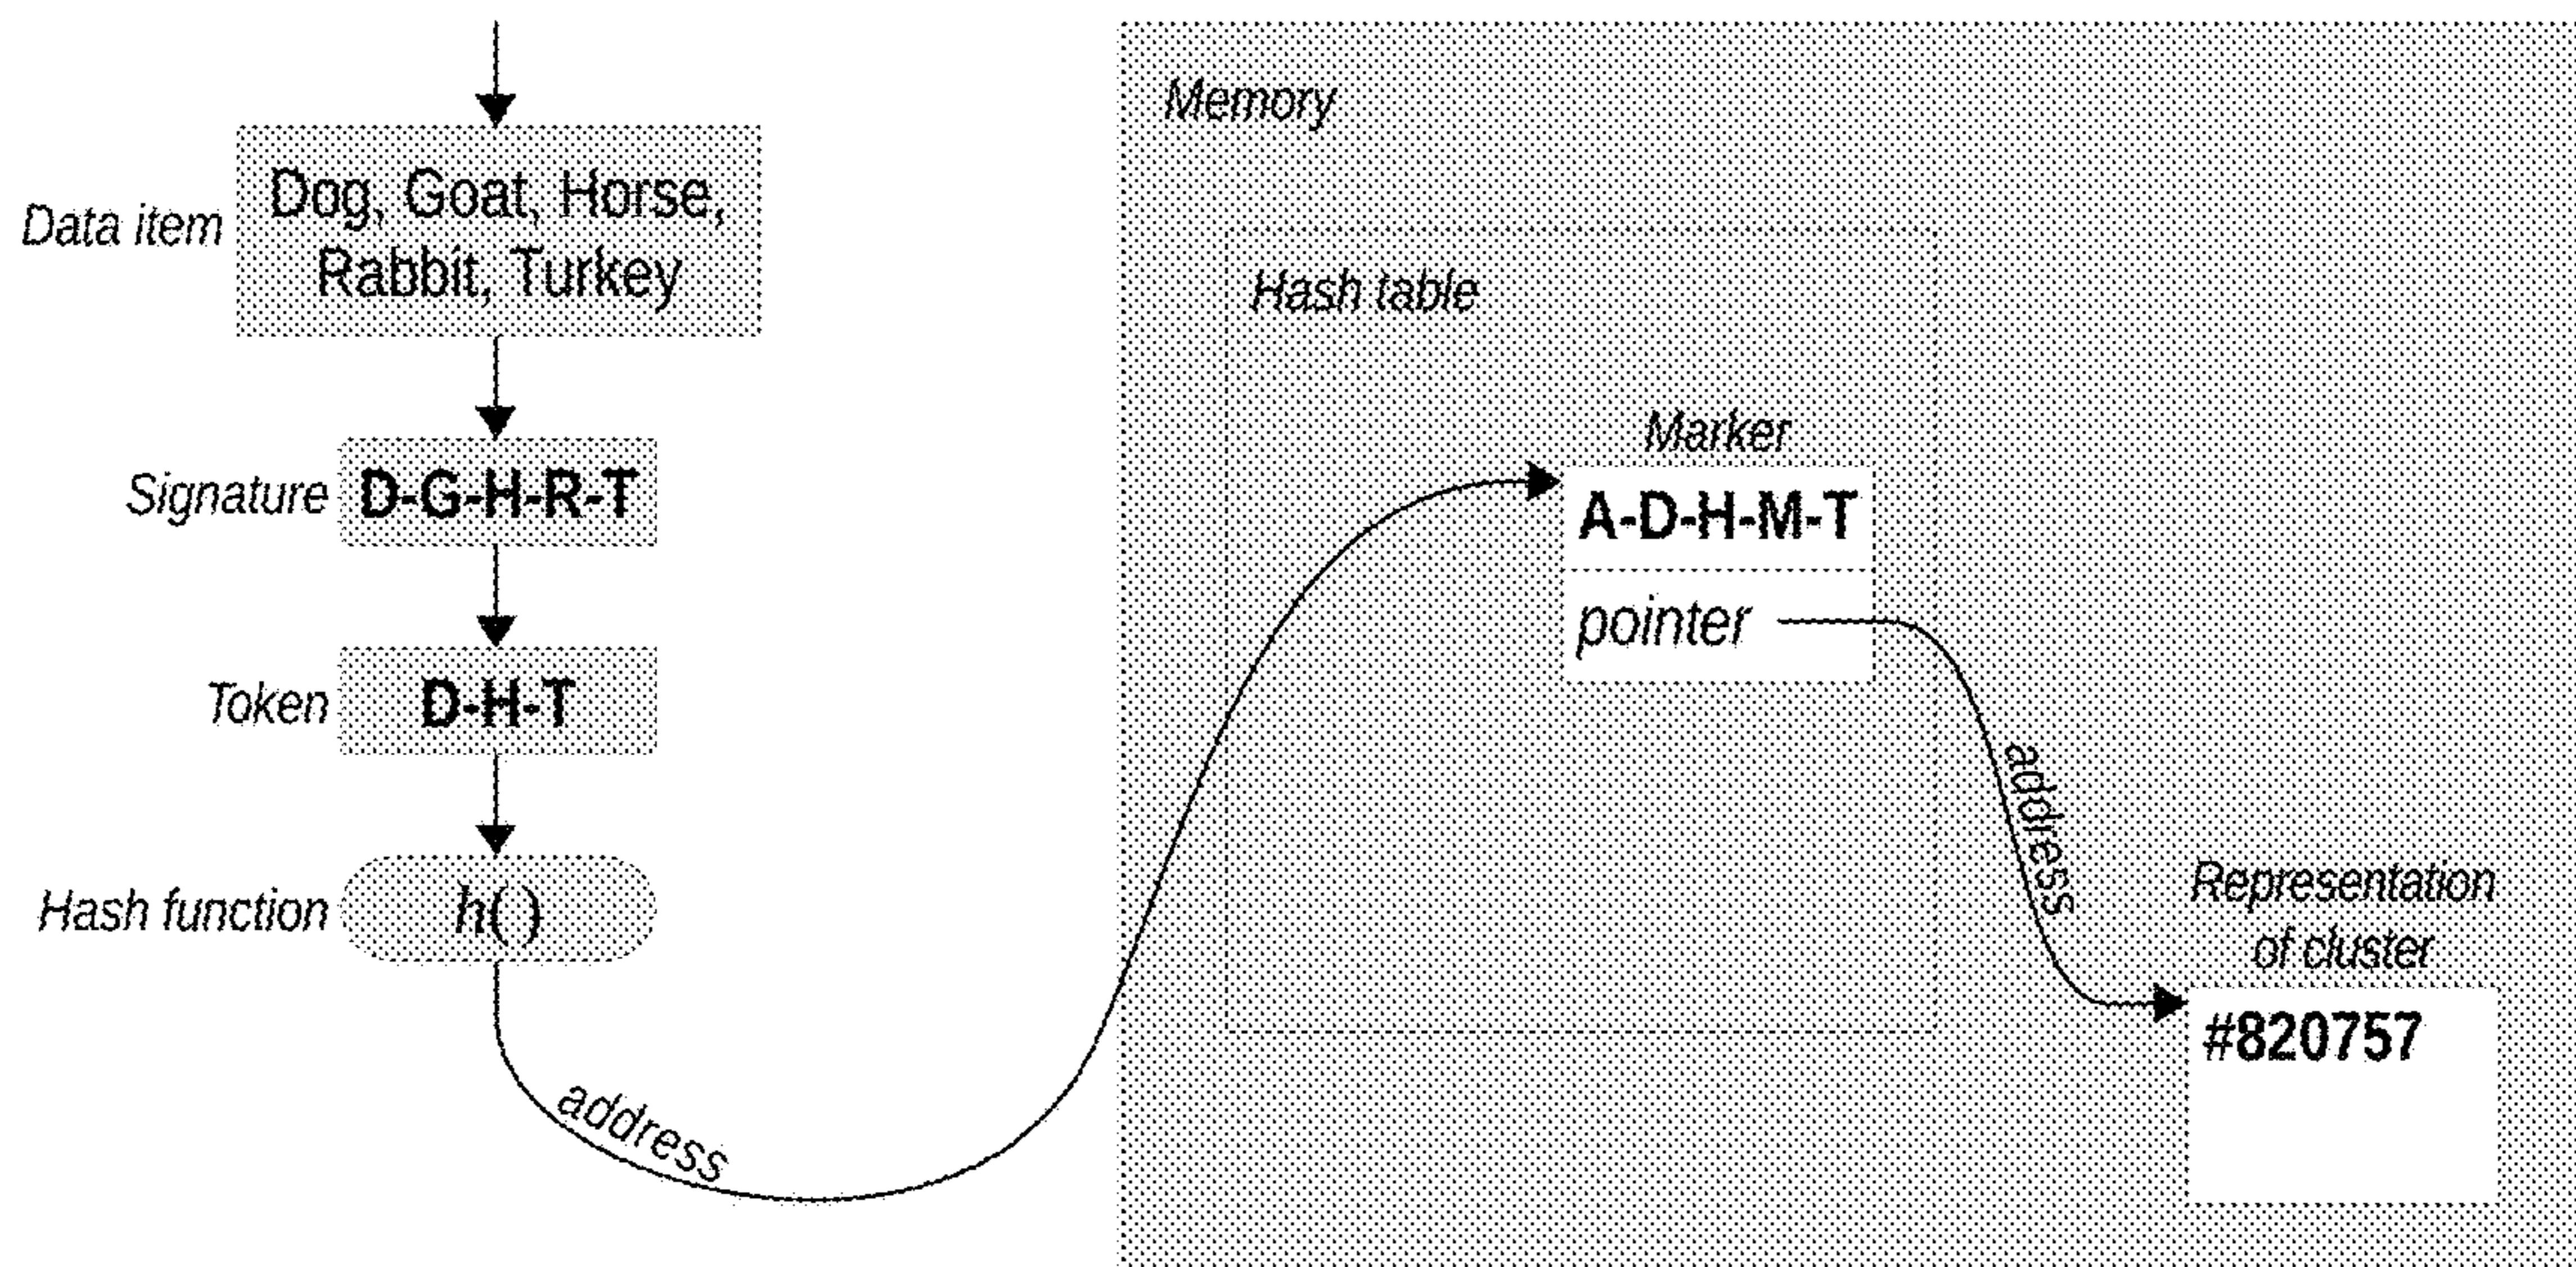 Data item
Dog, Goat, Horse,
Rabbit, Turkey
Signature
D-G-H-R-T
Token
D-H-T
Hash function
h( )
address
Memory
Hash table
Marker
A-D-H-M-T
pointer
address
Representation
of cluster
#820757